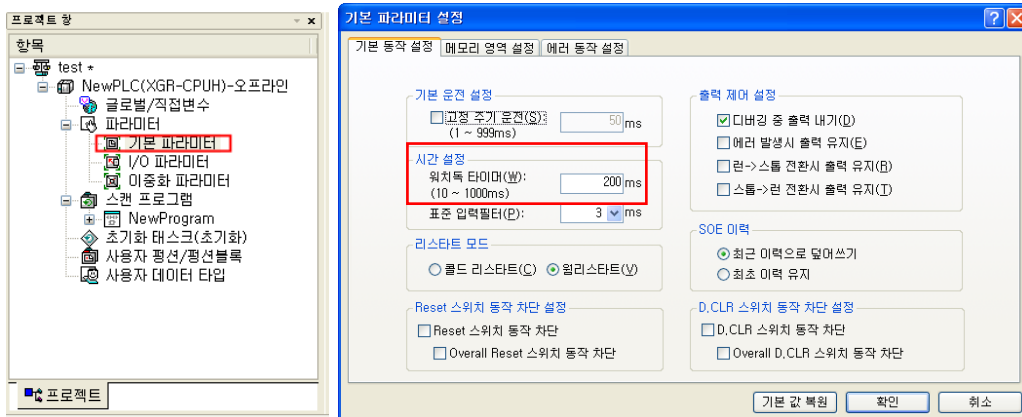 프로젝트 창
항목
test *
NewPLC(XGR-CPUH)-오프라인
글로벌/직접변수
파라미터
기본 파라미터
I/O 파라미터
이중화 파라미터
스캔 프로그램
NewProgram
초기화 태스크(초기화)
사용자 펑션/펑션블록
사용자 데이터 타입
프로젝트
기본 파라미터 설정
기본 동작 설정 메모리 영역 설정 에러 동작 설정
기본 운전 설정
고정 주기 운전(S): 50 ms
(1 ~ 999ms)
시간 설정
워치독 타이머(W): 200 ms
(10 ~ 1000ms)
표준 입력필터(P): 3 ms
리스타트 모드
콜드 리스타트(C) 웜리스타트(V)
Reset 스위치 동작 차단 설정
Reset 스위치 동작 차단
Overall Reset 스위치 동작 차단
출력 제어 설정
디버깅 중 출력 내기(D)
에러 발생시 출력 유지(E)
런->스톱 전환시 출력 유지(R)
스톱->런 전환시 출력 유지(T)
SOE 이력
최근 이력으로 덮어쓰기
최초 이력 유지
D.CLR 스위치 동작 차단 설정
D.CLR 스위치 동작 차단
Overall D.CLR 스위치 동작 차단
기본 값 복원 확인 취소